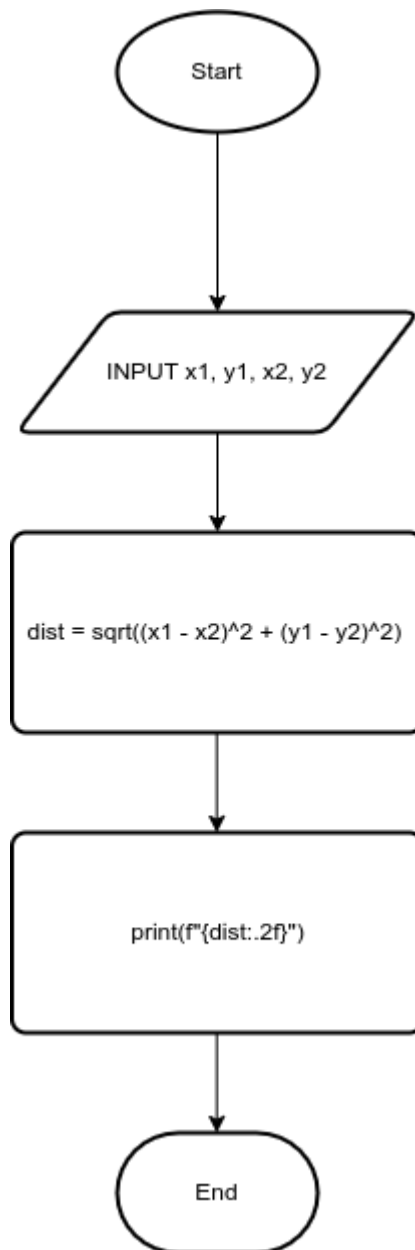 Start
INPUT x1, y1, x2, y2
dist = sqrt((x1 - x2)^2 + (y1 - y2)^2)
print(f"{dist:.2f}")
End